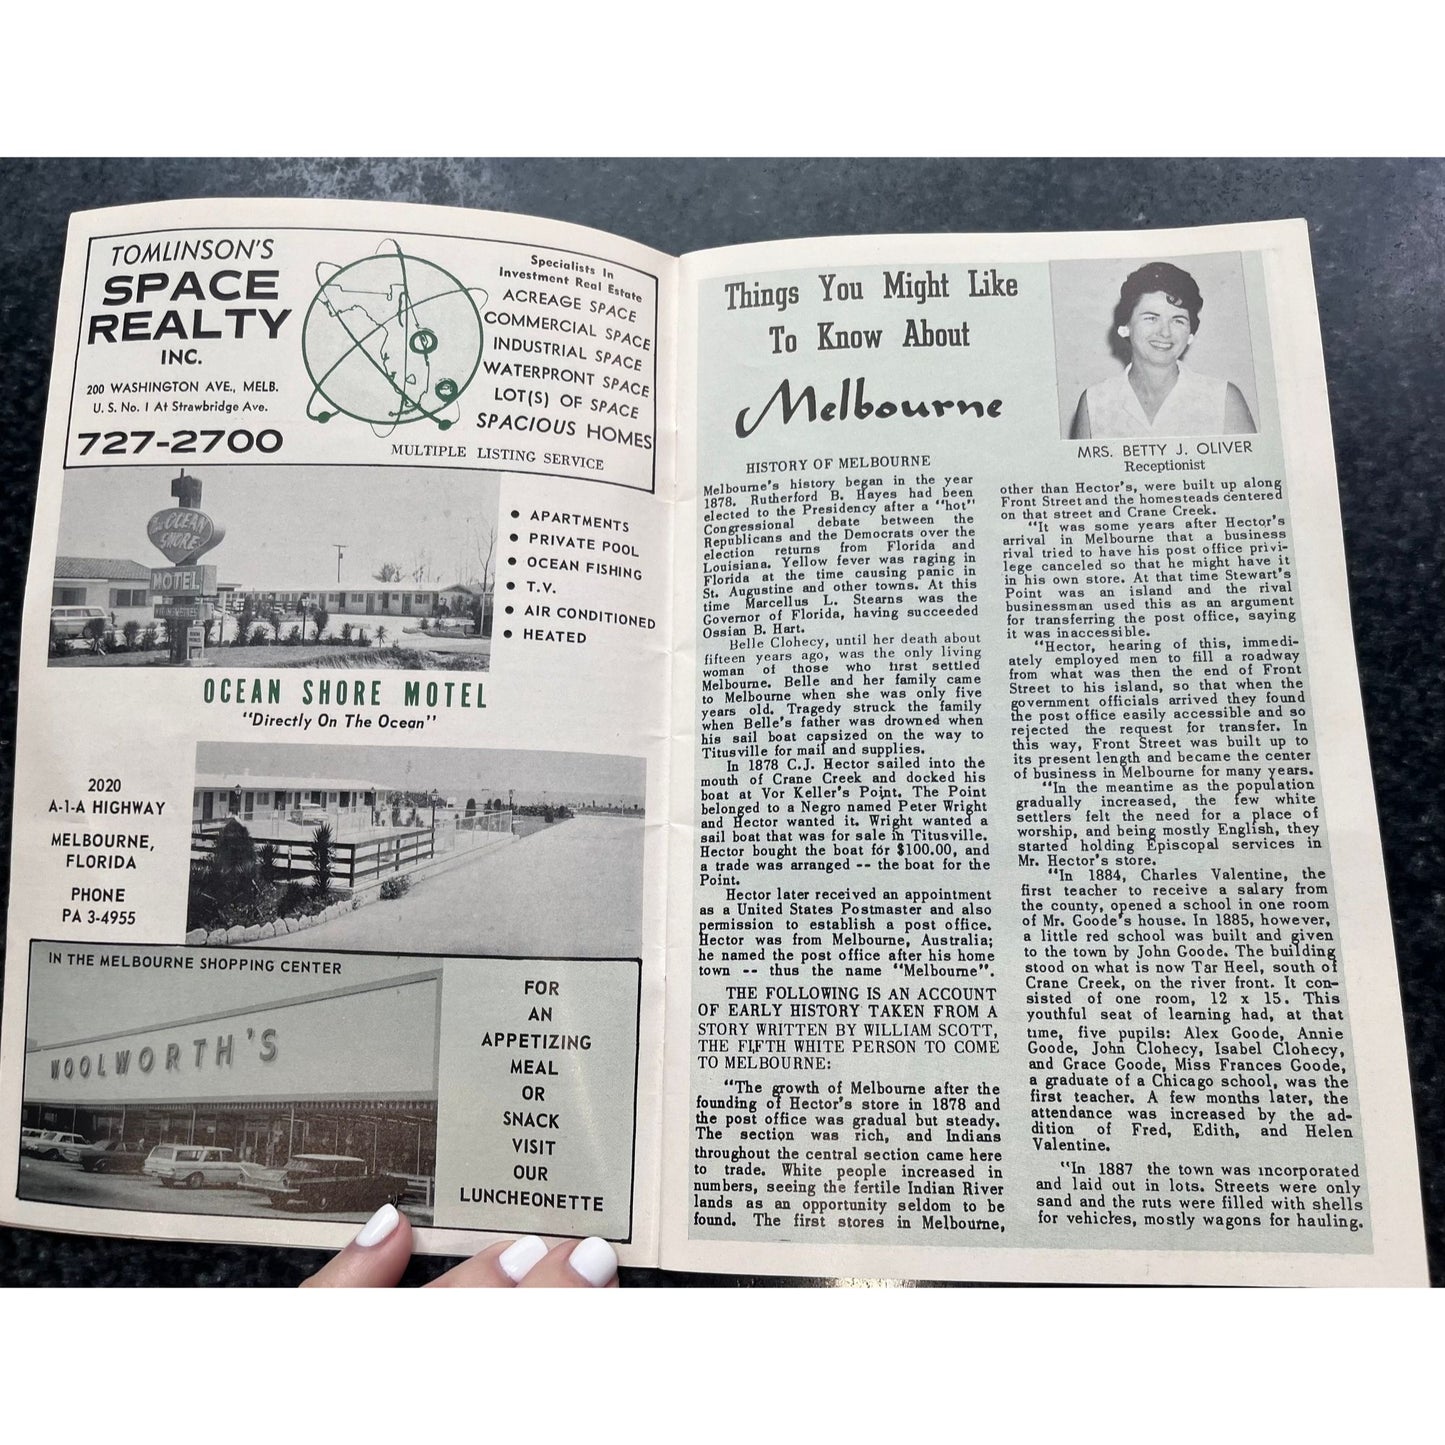 TOMLINSON'S
SPACE
REALTY
INC.
200 WASHINGTON AVE., MELB.
U. S. No. 1 At Strawbridge Ave.
727-2700
Specialists In
Investment Real Estate
ACREAGE SPACE
COMMERCIAL SPACE
INDUSTRIAL SPACE
WATERPRONT SPACE
LOT(S) OF SPACE
SPACIOUS HOMES
MULTIPLE LISTING SERVICE
OCEAN
SHORE
MOTEL
• APARTMENTS
• PRIVATE POOL
• OCEAN FISHING
• T.V.
• AIR CONDITIONED
• HEATED
OCEAN SHORE MOTEL
"Directly On The Ocean"
2020
A-1-A HIGHWAY
MELBOURNE,
FLORIDA
PHONE
PA 3-4955
IN THE MELBOURNE SHOPPING CENTER
WOOLWORTH'S
FOR
AN
APPETIZING
MEAL
OR
SNACK
VISIT
OUR
LUNCHEONETTE
Things You Might Like
To Know About
Melbourne
MRS. BETTY J. OLIVER
Receptionist
HISTORY OF MELBOURNE
Melbourne's history began in the year
1878. Rutherford B. Hayes had been
elected to the Presidency after a "hot"
Congressional debate between the
Republicans and the Democrats over the
election returns from Florida and
Louisiana. Yellow fever was raging in
Florida at the time causing panic in
St. Augustine and other towns. At this
time Marcellus L. Stearns was the
Governor of Florida, having succeeded
Ossian B. Hart.
Belle Clohecy, until her death about
fifteen years ago, was the only living
woman of those who first settled
Melbourne. Belle and her family came
to Melbourne when she was only five
years old. Tragedy struck the family
when Belle's father was drowned when
his sail boat capsized on the way to
Titusville for mail and supplies.
In 1878 C.J. Hector sailed into the
mouth of Crane Creek and docked his
boat at Vor Keller's Point. The Point
belonged to a Negro named Peter Wright
and Hector wanted it. Wright wanted a
sail boat that was for sale in Titusville.
Hector bought the boat for $100.00, and
a trade was arranged -- the boat for the
Point.
Hector later received an appointment
as a United States Postmaster and also
permission to establish a post office.
Hector was from Melbourne, Australia;
he named the post office after his home
town -- thus the name "Melbourne".
THE FOLLOWING IS AN ACCOUNT
OF EARLY HISTORY TAKEN FROM A
STORY WRITTEN BY WILLIAM SCOTT,
THE FIFTH WHITE PERSON TO COME
TO MELBOURNE:
"The growth of Melbourne after the
founding of Hector's store in 1878 and
the post office was gradual but steady.
The section was rich, and Indians
throughout the central section came here
to trade. White people increased in
numbers, seeing the fertile Indian River
lands as an opportunity seldom to be
found. The first stores in Melbourne,
other than Hector's, were built up along
Front Street and the homesteads centered
on that street and Crane Creek.
"It was some years after Hector's
arrival in Melbourne that a business
rival tried to have his post office privi-
lege canceled so that he might have it
in his own store. At that time Stewart's
Point was an island and the rival
businessman used this as an argument
for transferring the post office, saying
it was inaccessible.
"Hector, hearing of this, immedi-
ately employed men to fill a roadway
from what was then the end of Front
Street to his island, so that when the
government officials arrived they found
the post office easily accessible and so
rejected the request for transfer. In
this way, Front Street was built up to
its present length and became the center
of business in Melbourne for many years.
"In the meantime as the population
gradually increased, the few white
settlers felt the need for a place of
worship, and being mostly English, they
started holding Episcopal services in
Mr. Hector's store.
"In 1884, Charles Valentine, the
first teacher to receive a salary from
the county, opened a school in one room
of Mr. Goode's house. In 1885, however,
a little red school was built and given
to the town by John Goode. The building
stood on what is now Tar Heel, south of
Crane Creek, on the river front. It con-
sisted of one room, 12 x 15. This
youthful seat of learning had, at that
time, five pupils: Alex Goode, Annie
Goode, John Clohecy, Isabel Clohecy,
and Grace Goode, Miss Frances Goode,
a graduate of a Chicago school, was the
first teacher. A few months later, the
attendance was increased by the ad-
dition of Fred, Edith, and Helen
Valentine.
"In 1887 the town was incorporated
and laid out in lots. Streets were only
sand and the ruts were filled with shells
for vehicles, mostly wagons for hauling.